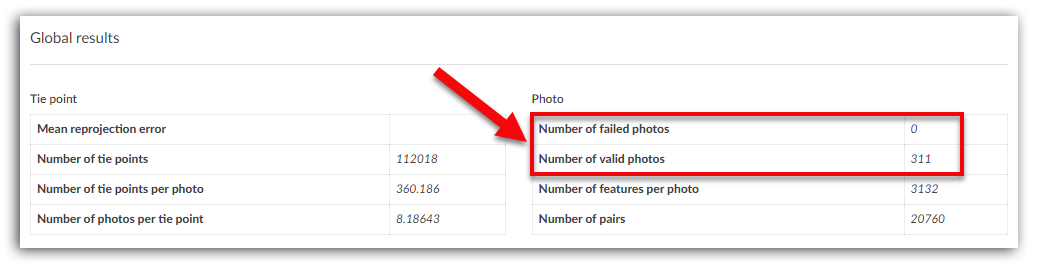 Global results
Tie point
Mean reprojection error
Number of tie points 112018
Number of tie points per photo 360.186
Number of photos per tie point 8.18643
Photo
Number of failed photos 0
Number of valid photos 311
Number of features per photo 3132
Number of pairs 20760